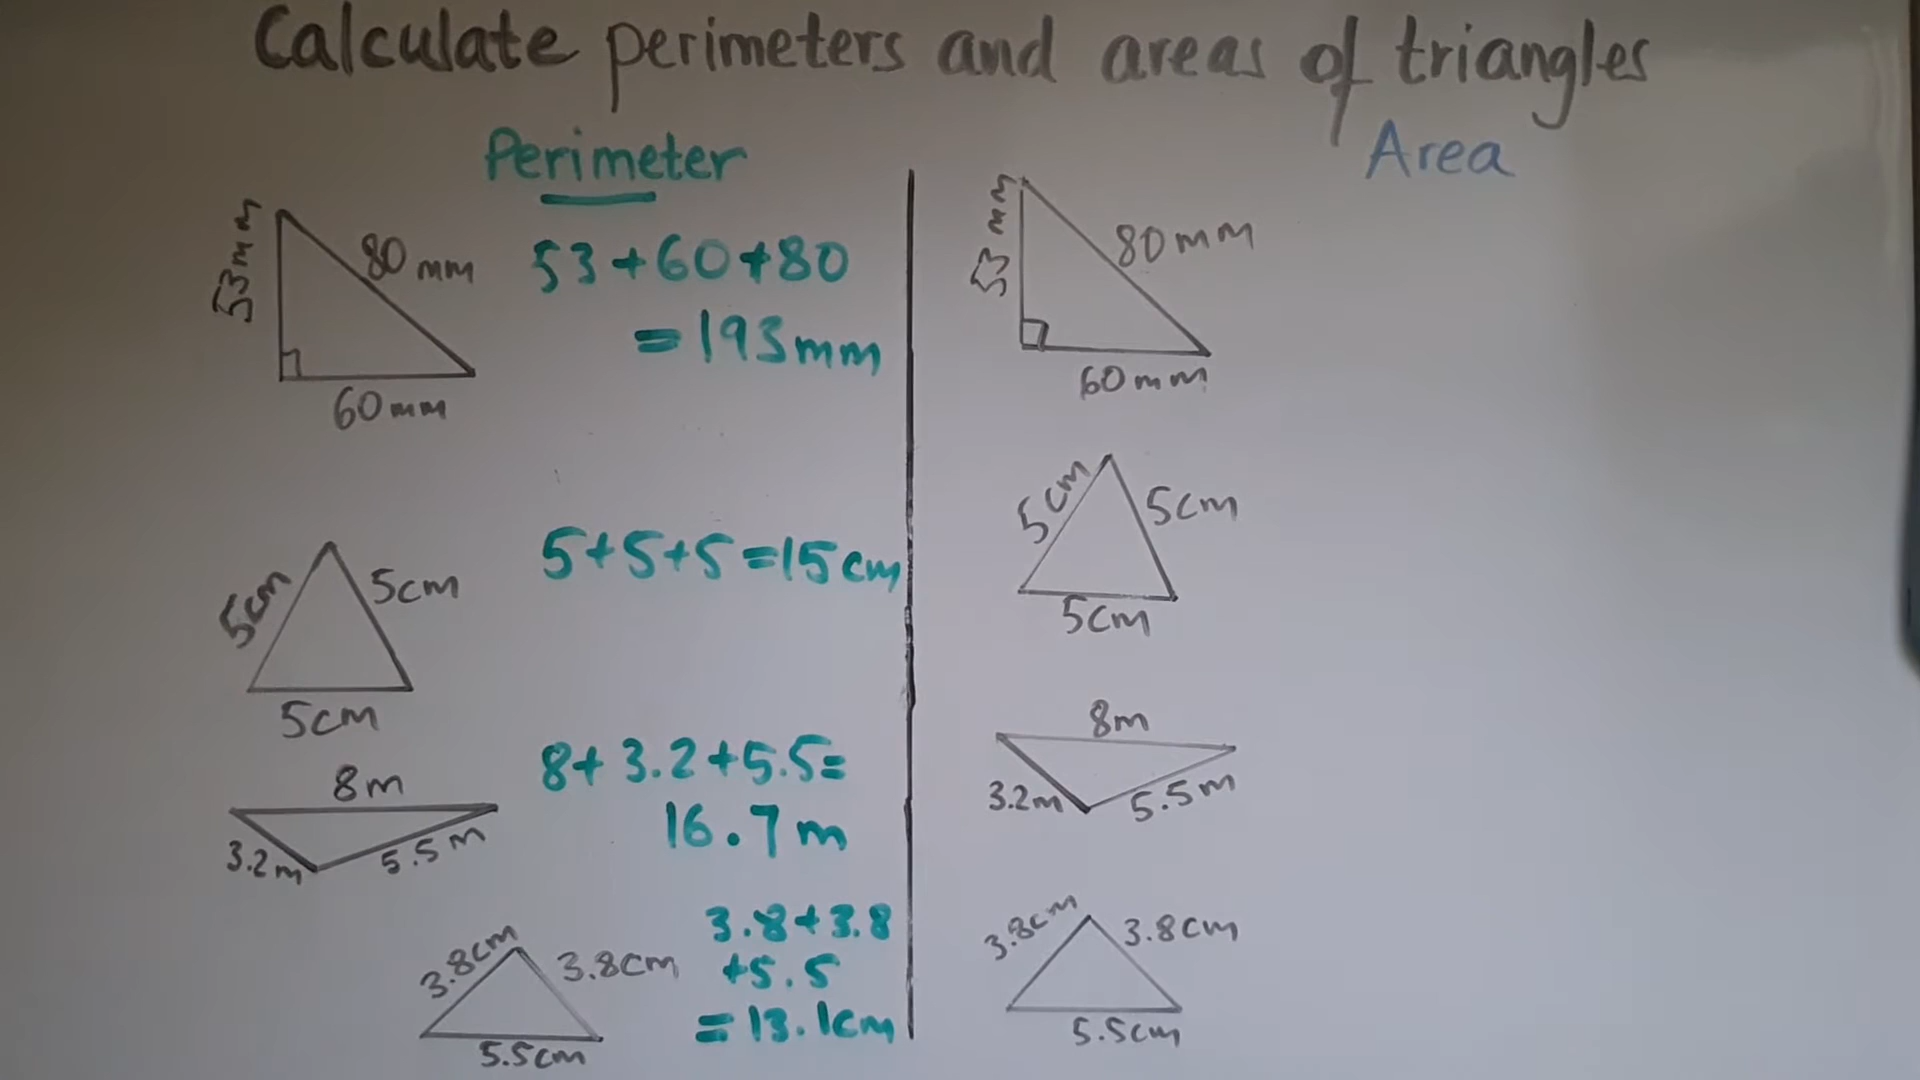 Calculate perimeters and areas of triangles
Perimeter
53mm
80mm
60mm
53+60+80
=193mm
5cm
5cm
5cm
5+5+5=15cm
8m
3.2m
5.5m
8+3.2+5.5=
16.7m
3.8cm
3.8cm
5.5cm
3.8+3.8
+5.5
=13.1cm
Area
53mm
80mm
60mm
5cm
5cm
5cm
8m
3.2m
5.5m
3.8cm
3.8cm
5.5cm